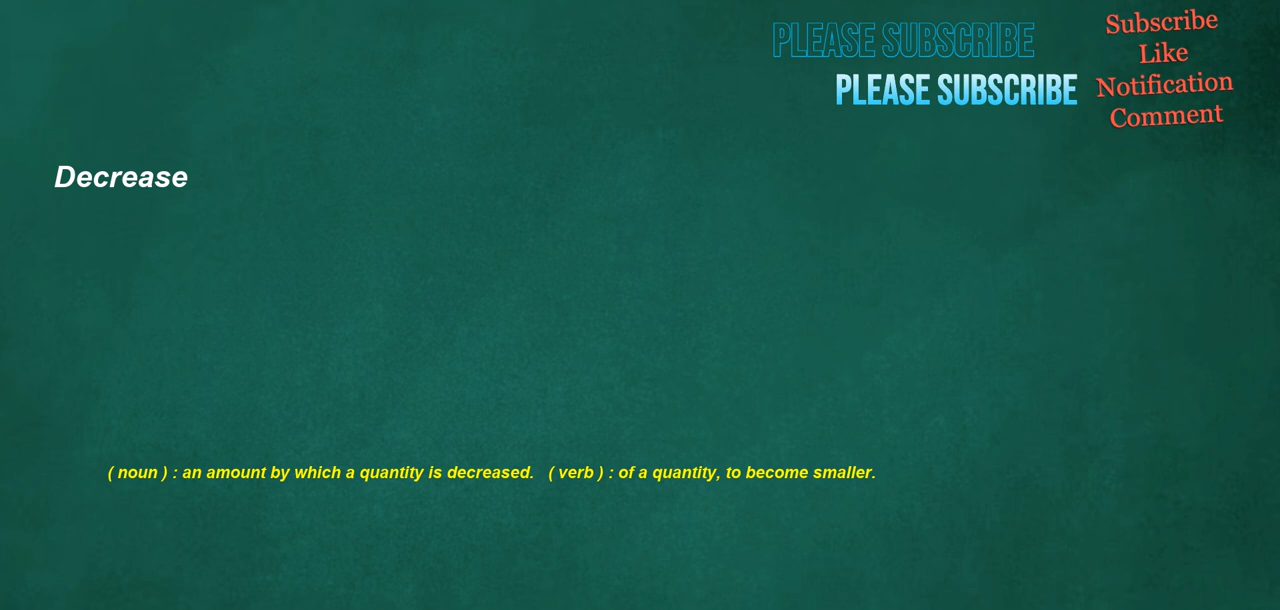 PLEASE SUBSCRIBE
PLEASE SUBSCRIBE
Subscribe
Like
Notification
Comment
Decrease
( noun ) : an amount by which a quantity is decreased.   ( verb ) : of a quantity, to become smaller.